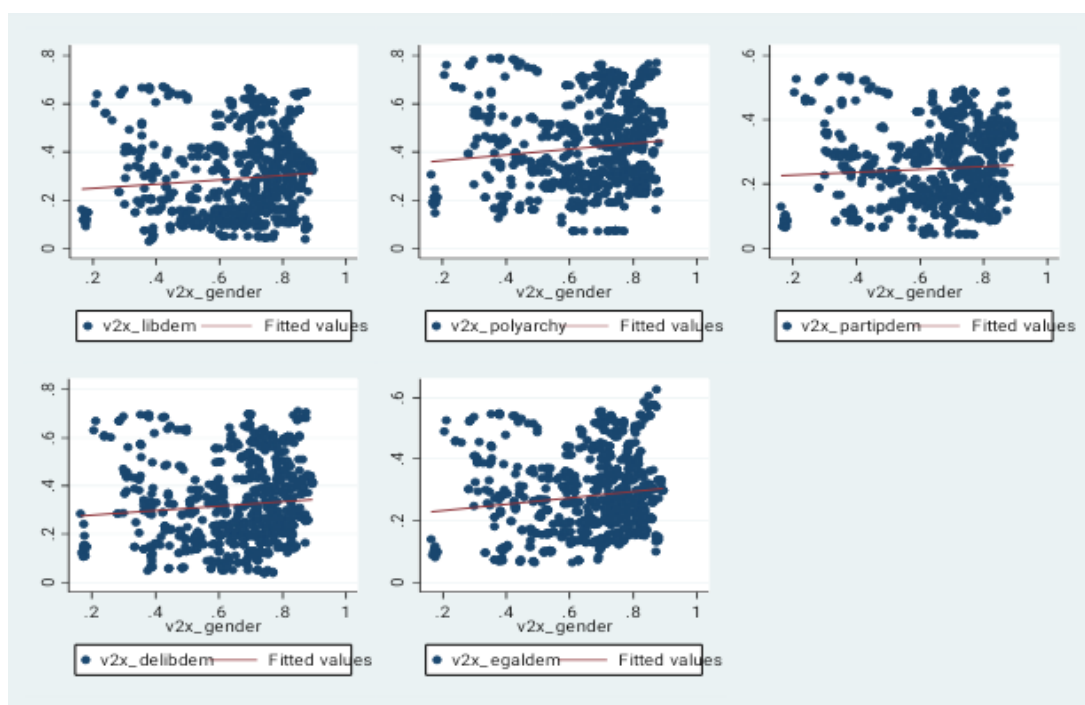 .8
.6
.4
.2
0
.2 .4 .6 .8 1
v2x_gender
v2x_libdem Fitted values
.8
.6
.4
.2
0
.2 .4 .6 .8 1
v2x_gender
v2x_polyarchy Fitted values
.6
.4
.2
0
.2 .4 .6 .8 1
v2x_gender
v2x_partipdem Fitted values
.8
.6
.4
.2
0
.2 .4 .6 .8 1
v2x_gender
v2x_delibdem Fitted values
.6
.4
.2
0
.2 .4 .6 .8 1
v2x_gender
v2x_egaldem Fitted values